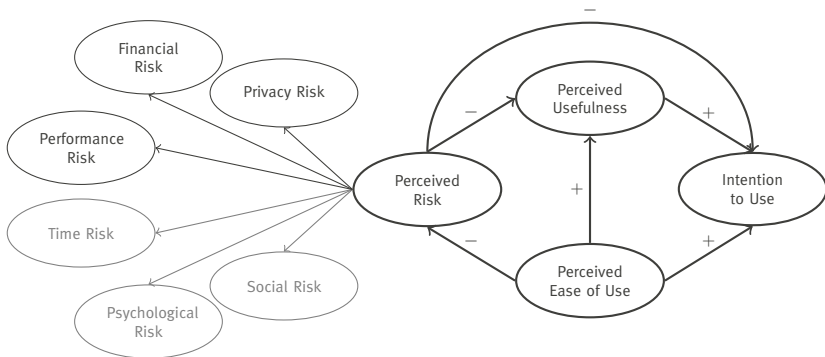 −
Financial
Risk
Privacy Risk
Perceived
Usefulness
−
+
Performance
Risk
Perceived
Risk
+
Intention
to Use
Time Risk
−
+
Social Risk
Perceived
Ease of Use
Psychological
Risk